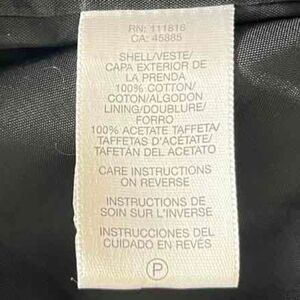 RN: 111816
CA: 45885
SHELL/VESTE/
CAPA EXTERIOR DE
LA PRENDA
100% COTTON/
COTON/ALGODON
LINING/DOUBLURE/
FORRO
100% ACETATE TAFFETA/
TAFFETAS D'ACÉTATE/
TAFETÁN DEL ACETATO
CARE INSTRUCTIONS
ON REVERSE
INSTRUCTIONS DE
SOIN SUR L'INVERSE
INSTRUCCIONES DEL
CUIDADO EN REVÉS
P